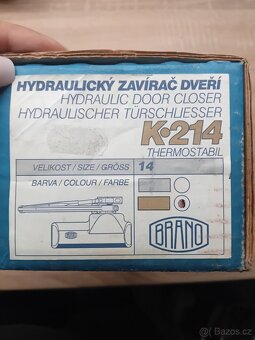 HYDRAULICKÝ ZAVÍRAČ DVEŘÍ
HYDRAULIC DOOR CLOSER
HYDRAULISCHER TÜRSCHLIESSER
K•214
THERMOSTABIL
VELIKOST / SIZE / GRÖSS 14
BARVA / COLOUR / FARBE
BRANO
BRANO
Bazos.cz